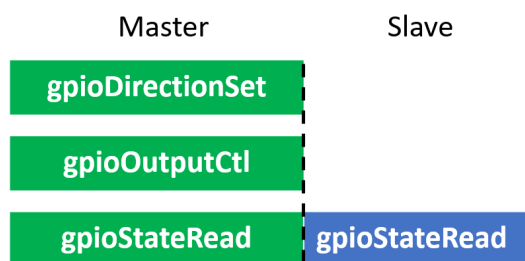 Master Slave
gpioDirectionSet
gpioOutputCtl
gpioStateRead gpioStateRead